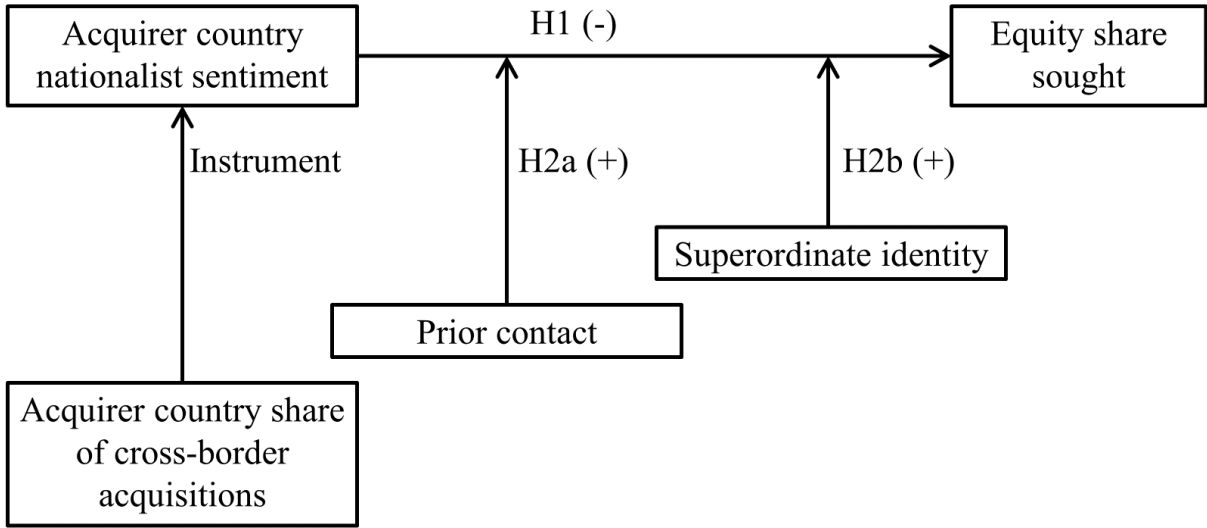 Acquirer country
nationalist sentiment
H1 (-)
Equity share
sought
Instrument
H2a (+)
H2b (+)
Superordinate identity
Prior contact
Acquirer country share
of cross-border
acquisitions